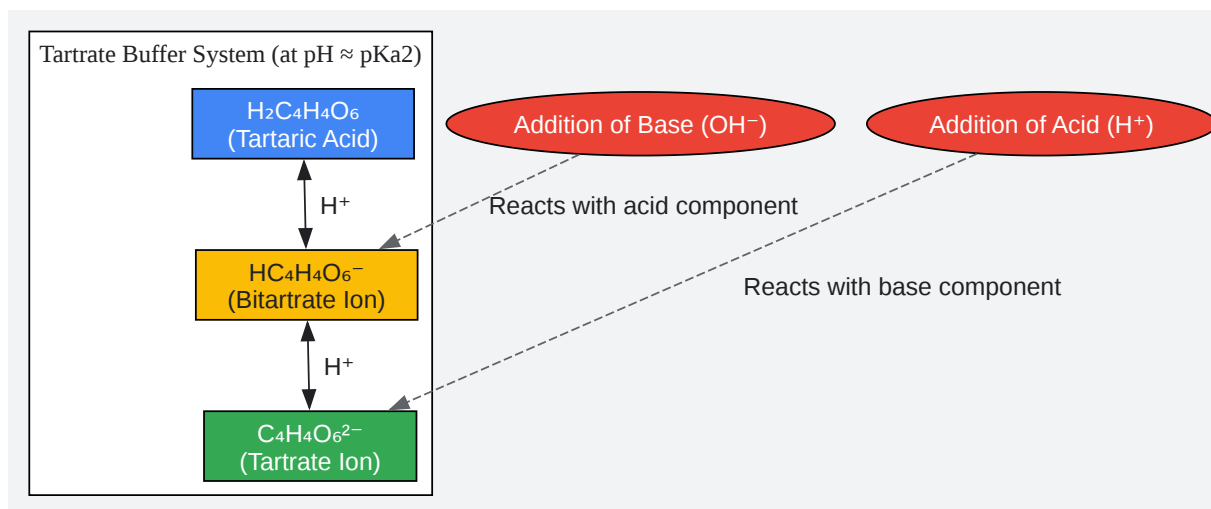 Tartrate Buffer System (at pH ≈ pKa2)
H₂C₄H₄O₆
(Tartaric Acid)
Addition of Base (OH⁻)
Addition of Acid (H⁺)
H⁺
Reacts with acid component
HC₄H₄O₆⁻
(Bitartrate Ion)
Reacts with base component
H⁺
C₄H₄O₆²⁻
(Tartrate Ion)